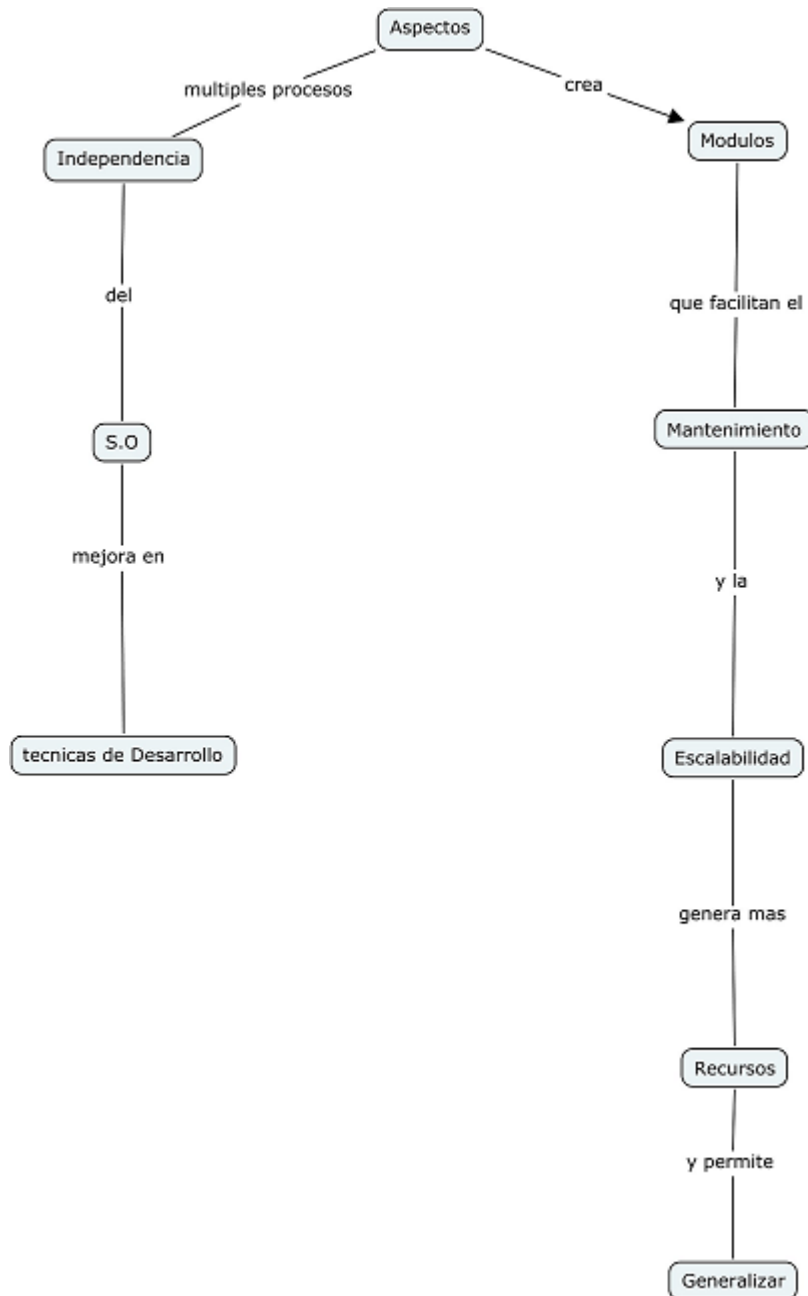 Aspectos
multiples procesos
crea
Independencia
Modulos
del
que facilitan el
S.O
Mantenimiento
mejora en
y la
tecnicas de Desarrollo
Escalabilidad
genera mas
Recursos
y permite
Generalizar